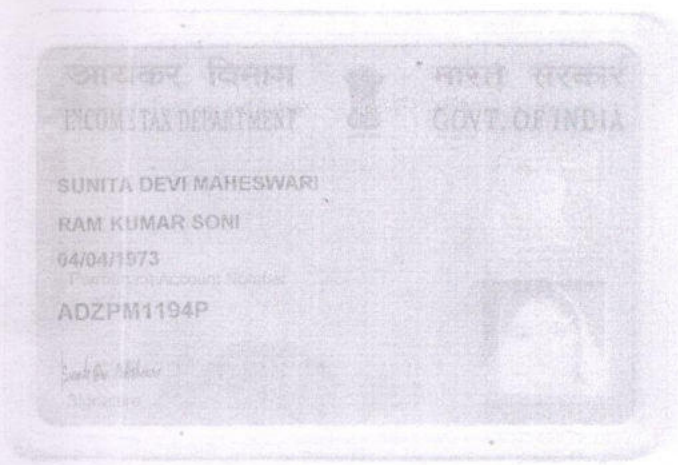 आयकर विभाग भारत सरकार
INCOME TAX DEPARTMENT GOVT. OF INDIA
SUNITA DEVI MAHESWARI
RAM KUMAR SONI
04/04/1973
Permanent Account Number
ADZPM1194P
Signature